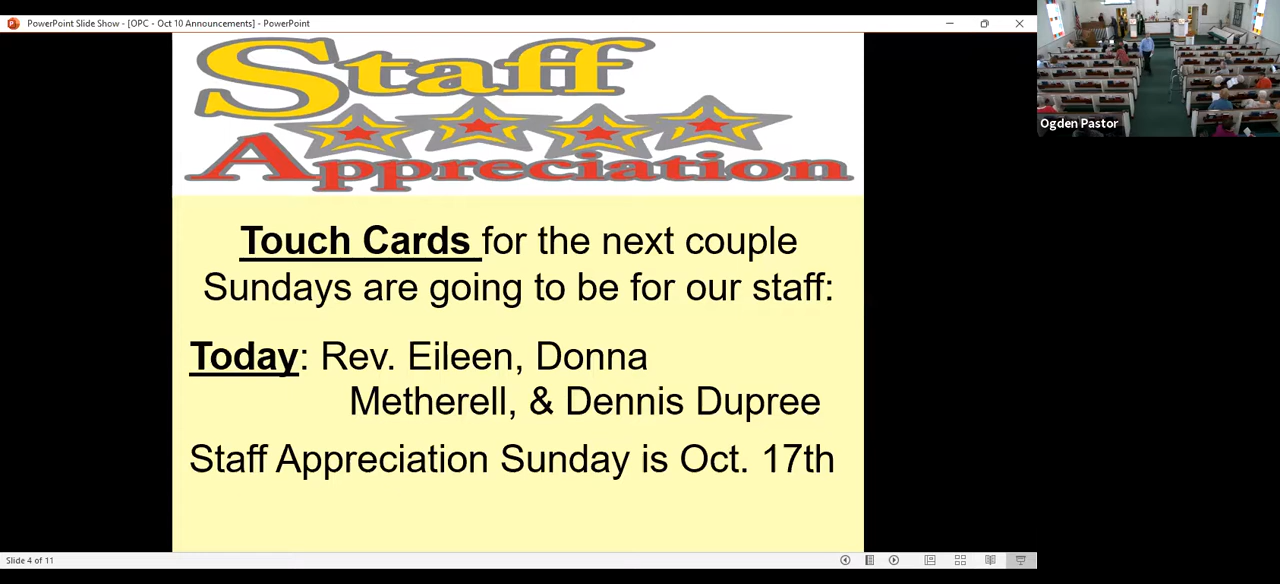 PowerPoint Slide Show - [OPC - Oct 10 Announcements] - PowerPoint
Staff
Appreciation
Touch Cards for the next couple
Sundays are going to be for our staff:
Today: Rev. Eileen, Donna
Metherell, & Dennis Dupree
Staff Appreciation Sunday is Oct. 17th
Slide 4 of 11
Ogden Pastor